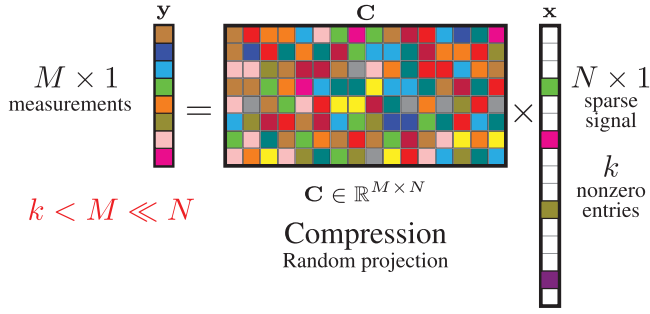 y
C
x
M × 1
measurements
=
×
N × 1
sparse
signal
k
nonzero
entries
k < M ≪ N
C ∈ ℝ^{M×N}
Compression
Random projection